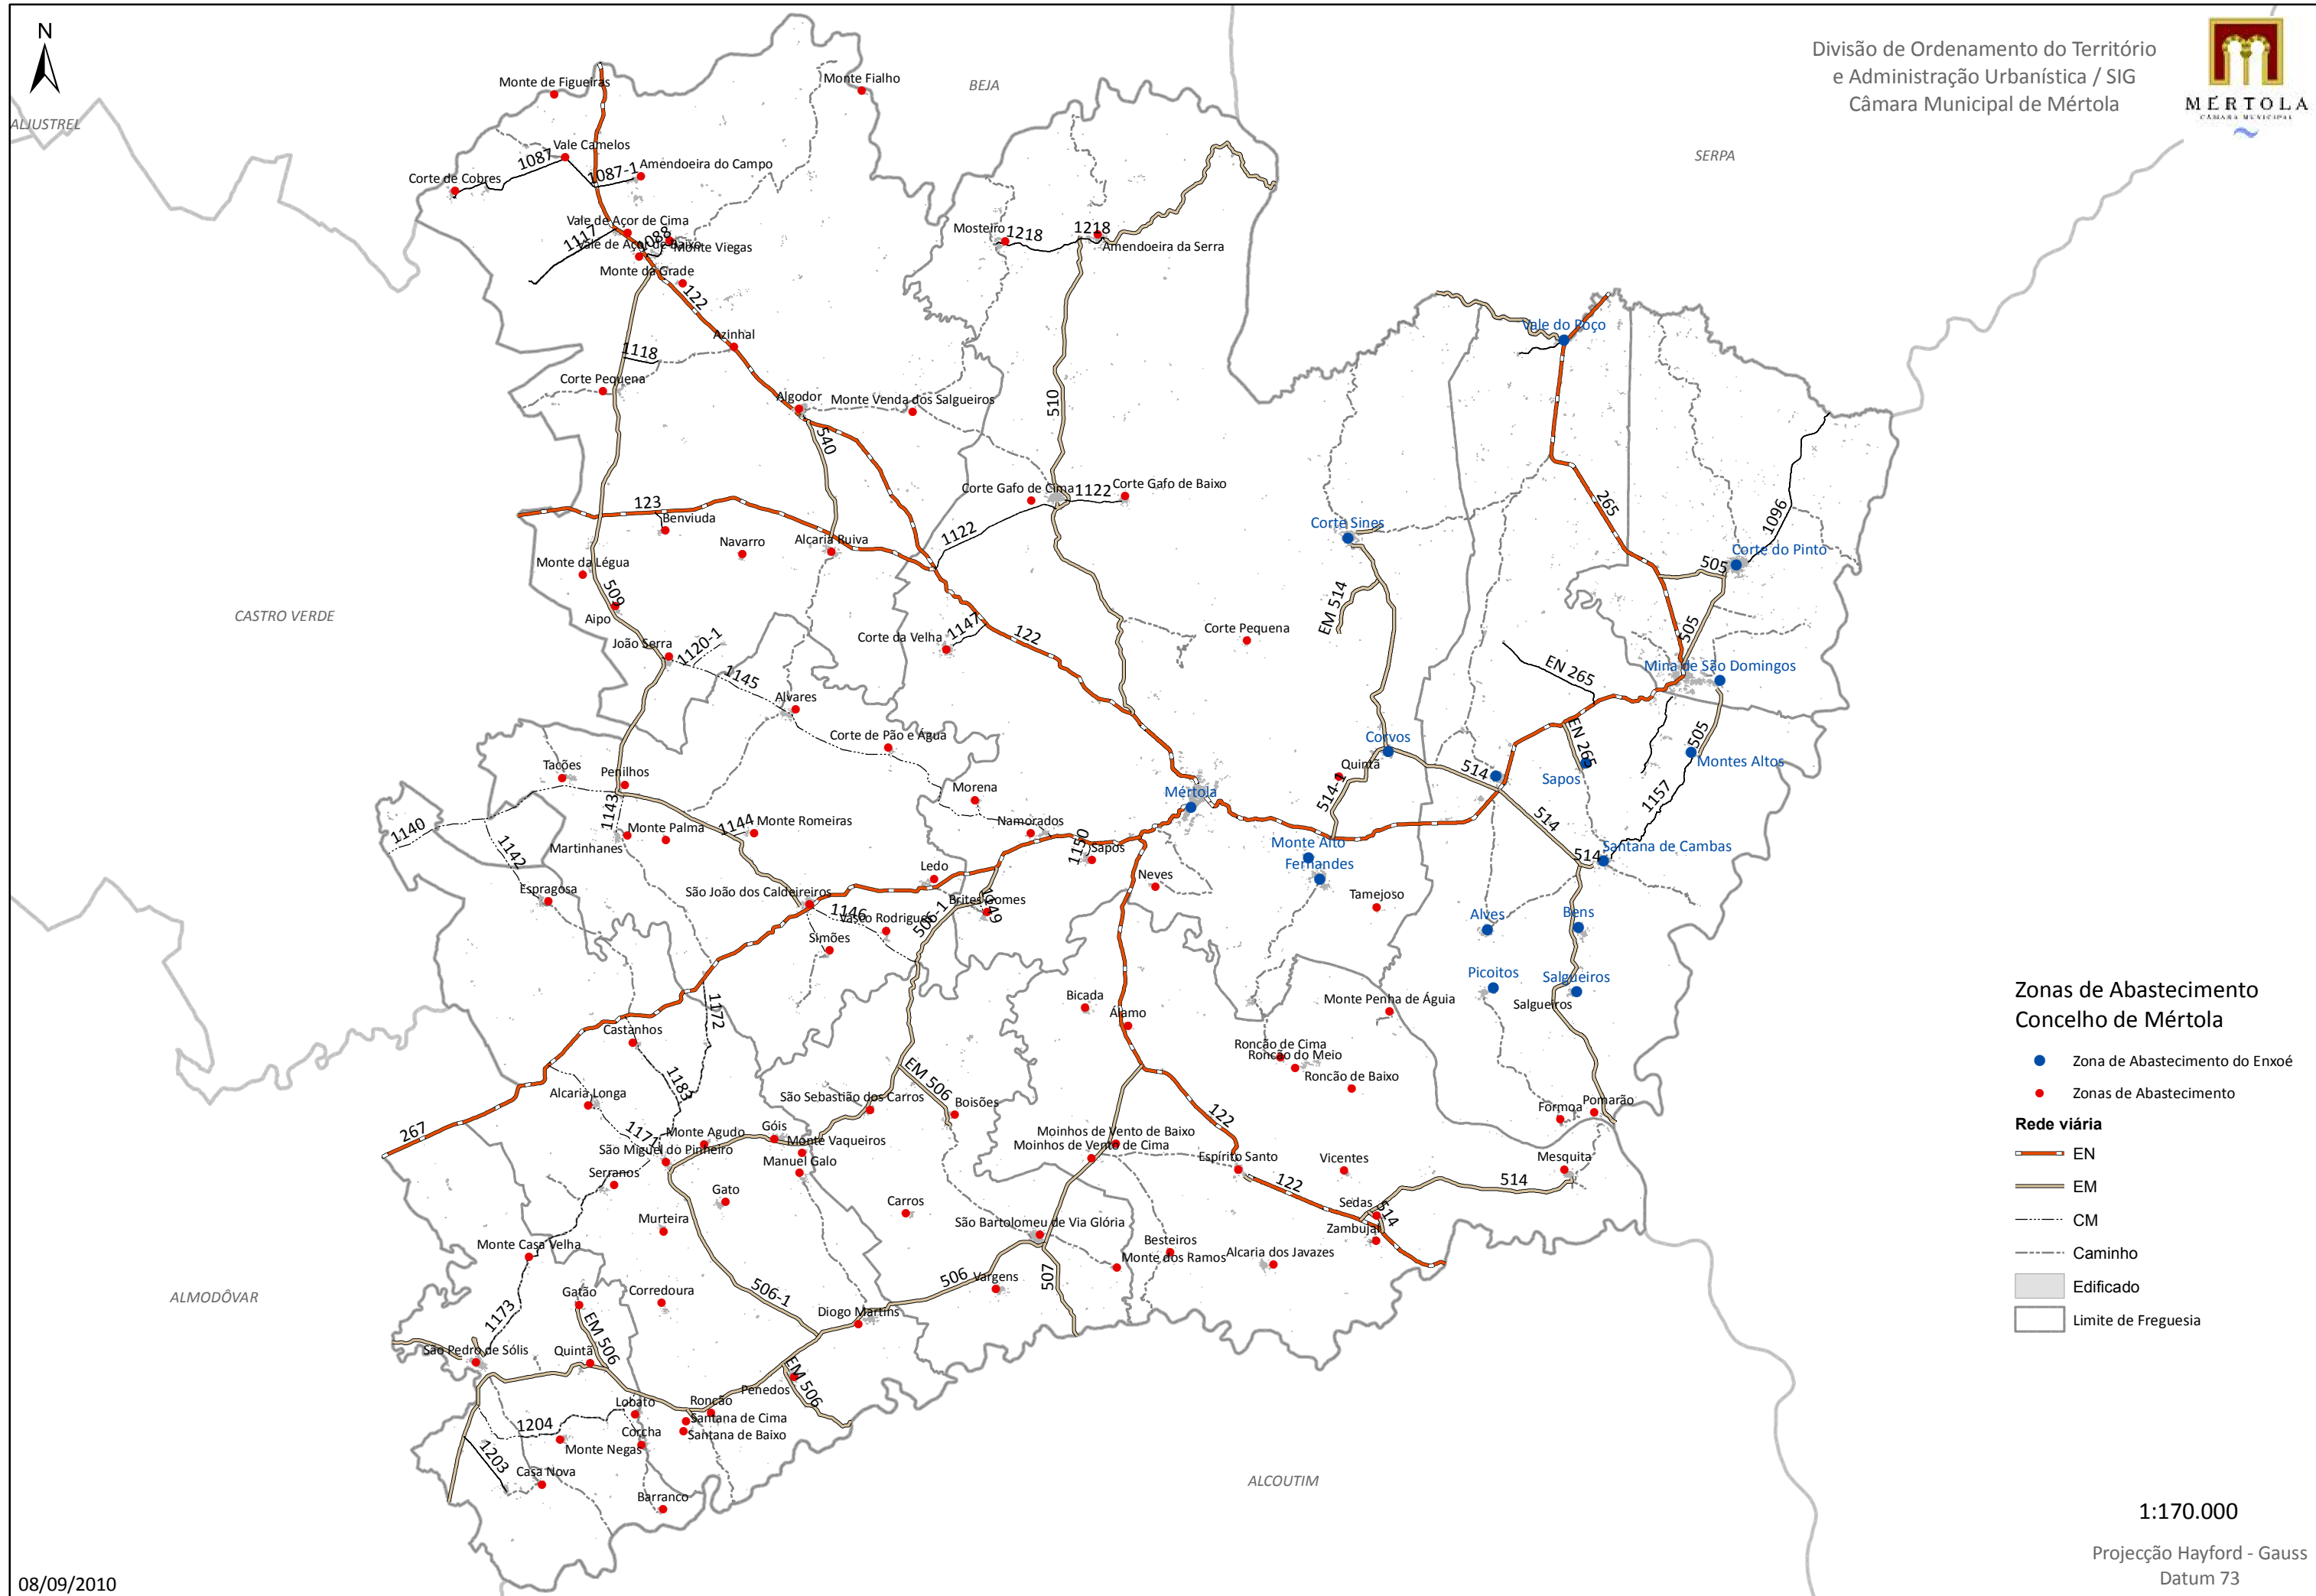 N
Divisão de Ordenamento do Território
e Administração Urbanística / SIG
Câmara Municipal de Mértola
MÉRTOLA
CÂMARA MUNICIPAL
ALJUSTREL
BEJA
SERPA
CASTRO VERDE
ALMODÔVAR
ALCOUTIM
Monte de Figueiras
Monte Fialho
Vale Camelos
1087
1087-1
Amendoeira do Campo
Corte de Cobres
Vale de Açor de Cima
1117
1088
Vale de Açor de Baixo
Monte Viegas
Monte da Grade
122
Mosteiro
1218
1218
Amendoeira da Serra
Azinhal
1118
Corte Pequena
Algodor
Monte Venda dos Salgueiros
540
510
Vale do Poço
123
Benviuda
Navarro
Alcaria Ruiva
Corte Gafo de Cima
1122
Corte Gafo de Baixo
1122
Corte Sines
265
1096
Corte do Pinto
505
Monte da Légua
509
Aipo
João Serra
1120-1
1145
Alvares
Corte da Velha
1147
122
Corte Pequena
EM 514
505
Mina de São Domingos
EN 265
EN 265
505
Montes Altos
Corte de Pão e Água
Corvos
Quintã
514-1
514
Sapos
1157
Tacões
Penilhos
1143
Morena
Mértola
1140
1142
Martinhanes
Monte Palma
1144
Monte Romeiras
Namorados
1150
Sapos
Monte Alto
Fernandes
514
514
Santana de Cambas
Ledo
Neves
Espragosa
São João dos Caldeireiros
1146
Vasco Rodrigues
506-1
Brites Gomes
1149
Tamejoso
Alves
Bens
Simões
Picoitos
Salgueiros
Salgueiros
1172
Bicada
Álamo
Monte Penha de Águia
Castanhos
Roncão de Cima
Roncão do Meio
Roncão de Baixo
1183
EM 506
Alcaria Longa
São Sebastião dos Carros
Boisões
122
Formoa
Pomarão
267
1171
Monte Agudo
Góis
Monte Vaqueiros
São Miguel do Pinheiro
Manuel Galo
Moinhos de Vento de Baixo
Moinhos de Vento de Cima
Espírito Santo
Vicentes
Mesquita
122
514
Serranos
Gato
Carros
Sedas
514
Murteira
São Bartolomeu de Via Glória
Zambujal
Monte Casa Velha
Besteiros
Monte dos Ramos
Alcaria dos Javazes
506
Vargens
507
Gatão
Corredoura
506-1
1173
EM 506
Diogo Martins
São Pedro de Sólis
Quintã
Penedos
EM 506
Lobato
Roncão
Santana de Cima
Santana de Baixo
1204
Corcha
Monte Negas
1203
Casa Nova
Barranco
Zonas de Abastecimento
Concelho de Mértola
Zona de Abastecimento do Enxoé
Zonas de Abastecimento
Rede viária
EN
EM
CM
Caminho
Edificado
Limite de Freguesia
1:170.000
Projecção Hayford - Gauss
Datum 73
08/09/2010